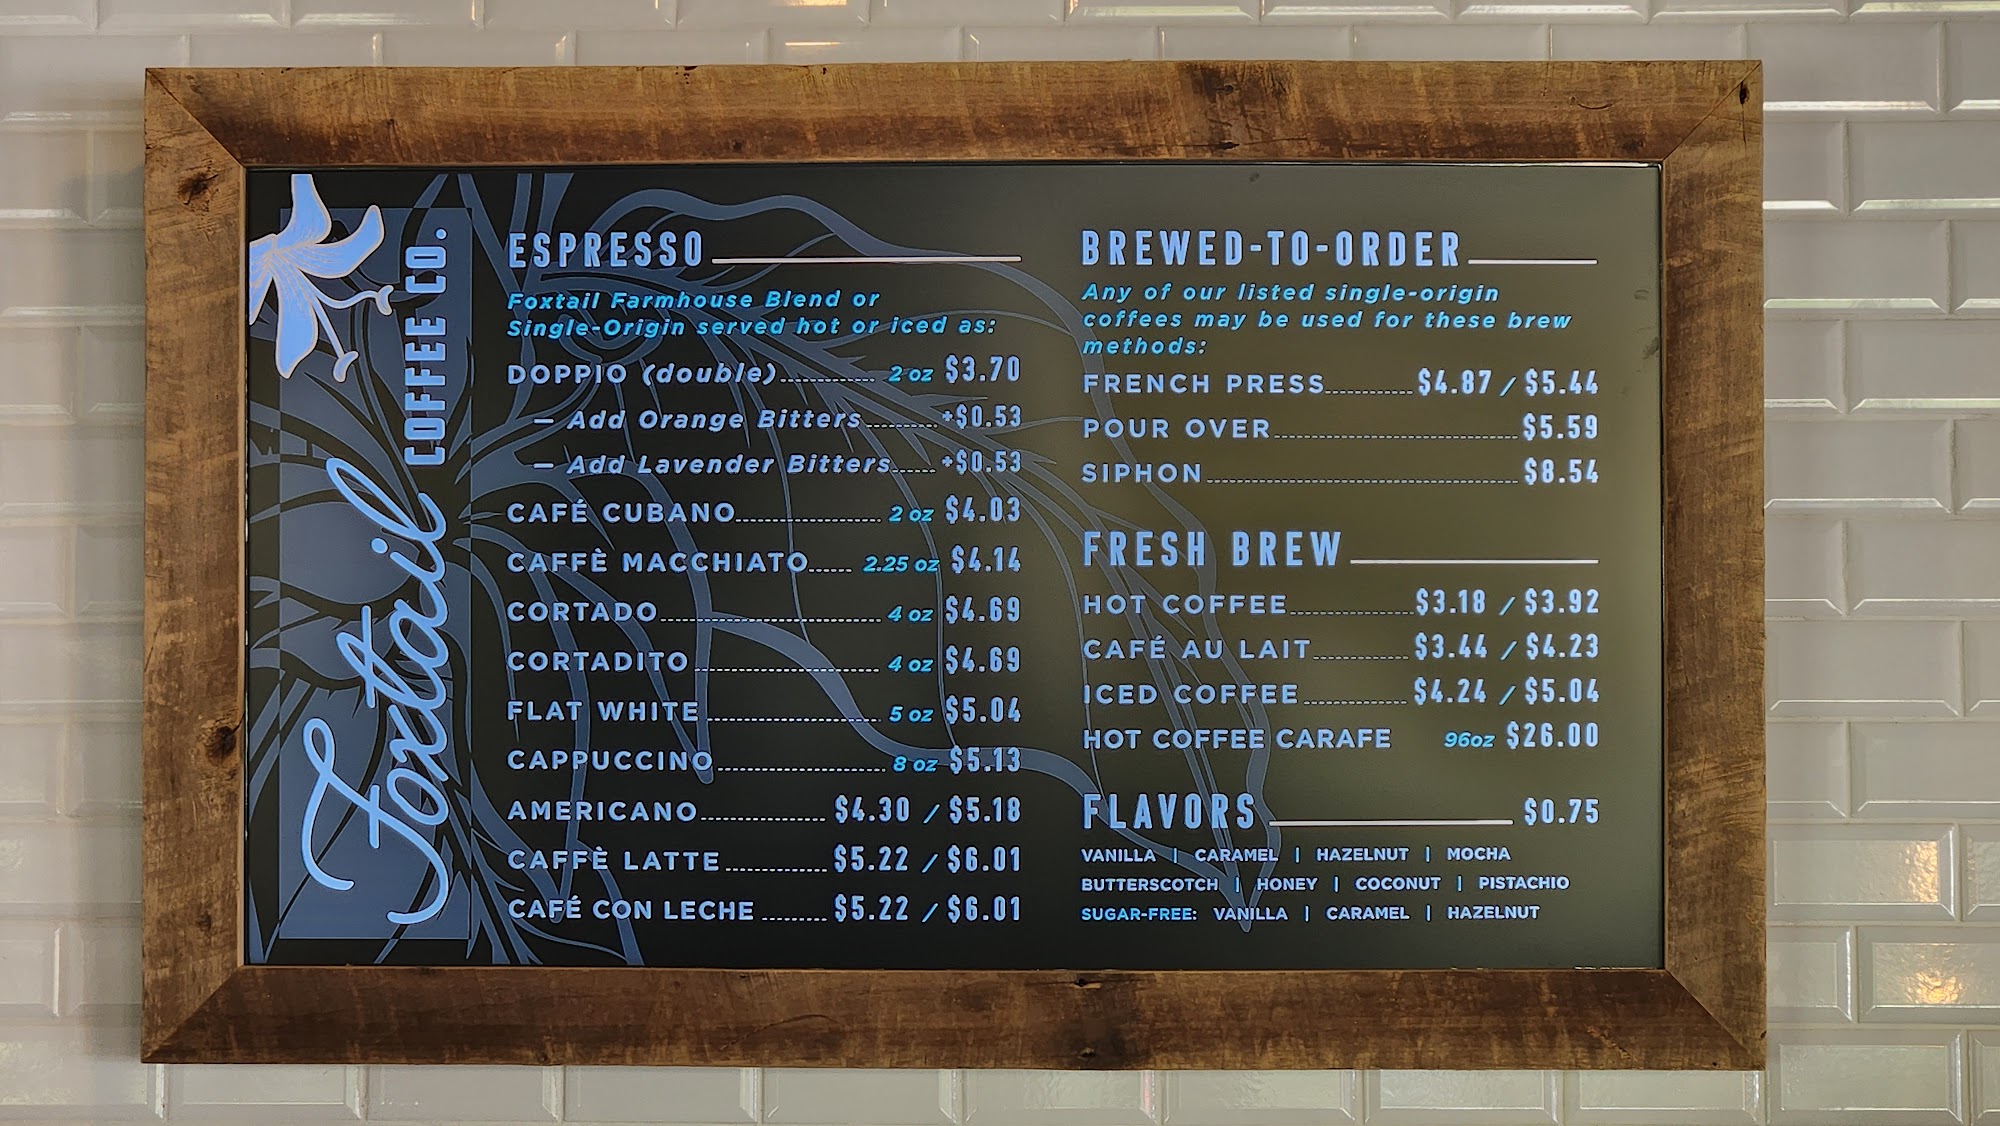 Foxtail COFFEE CO.
ESPRESSO
Foxtail Farmhouse Blend or
Single-Origin served hot or iced as:
DOPPIO (double) 2 oz $3.70
— Add Orange Bitters +$0.53
— Add Lavender Bitters +$0.53
CAFÉ CUBANO 2 oz $4.03
CAFFÈ MACCHIATO 2.25 oz $4.14
CORTADO 4 oz $4.69
CORTADITO 4 oz $4.69
FLAT WHITE 5 oz $5.04
CAPPUCCINO 8 oz $5.13
AMERICANO $4.30 / $5.18
CAFFÈ LATTE $5.22 / $6.01
CAFÉ CON LECHE $5.22 / $6.01
BREWED-TO-ORDER
Any of our listed single-origin
coffees may be used for these brew
methods:
FRENCH PRESS $4.87 / $5.44
POUR OVER $5.59
SIPHON $8.54
FRESH BREW
HOT COFFEE $3.18 / $3.92
CAFÉ AU LAIT $3.44 / $4.23
ICED COFFEE $4.24 / $5.04
HOT COFFEE CARAFE 96oz $26.00
FLAVORS $0.75
VANILLA | CARAMEL | HAZELNUT | MOCHA
BUTTERSCOTCH | HONEY | COCONUT | PISTACHIO
SUGAR-FREE: VANILLA | CARAMEL | HAZELNUT